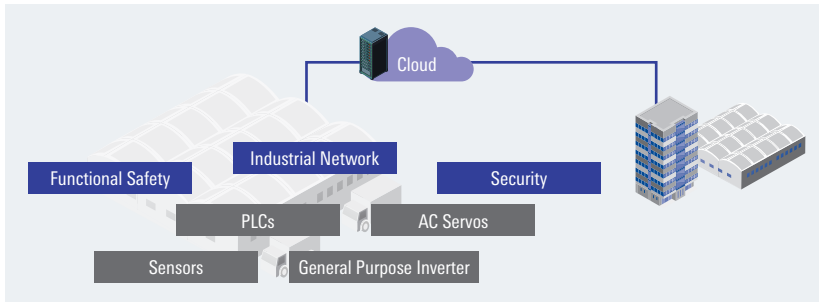 Cloud
Industrial Network
Functional Safety
Security
PLCs
AC Servos
Sensors
General Purpose Inverter